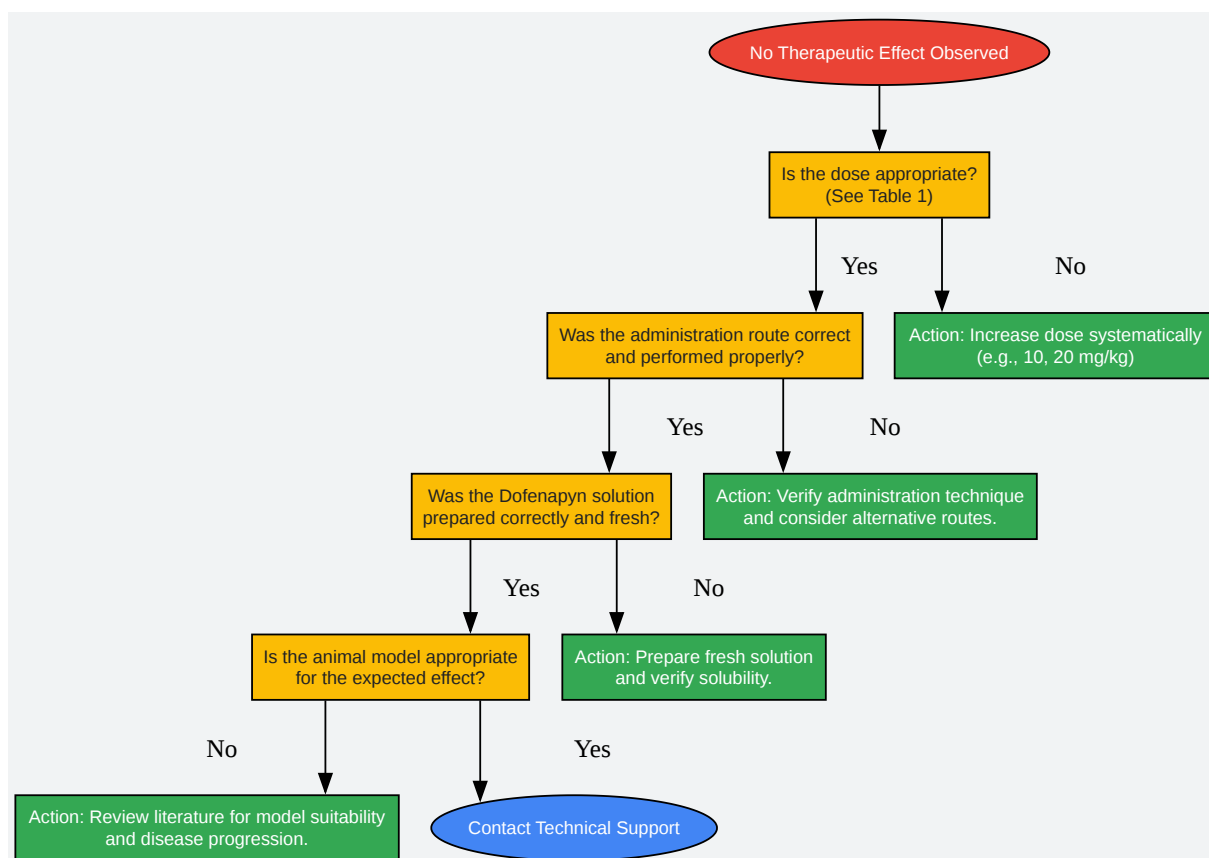 No Therapeutic Effect Observed
Is the dose appropriate?
(See Table 1)
Yes
No
Was the administration route correct
and performed properly?
Action: Increase dose systematically
(e.g., 10, 20 mg/kg)
Yes
No
Was the Dofenapyn solution
prepared correctly and fresh?
Action: Verify administration technique
and consider alternative routes.
Yes
No
Is the animal model appropriate
for the expected effect?
Action: Prepare fresh solution
and verify solubility.
No
Yes
Action: Review literature for model suitability
and disease progression.
Contact Technical Support